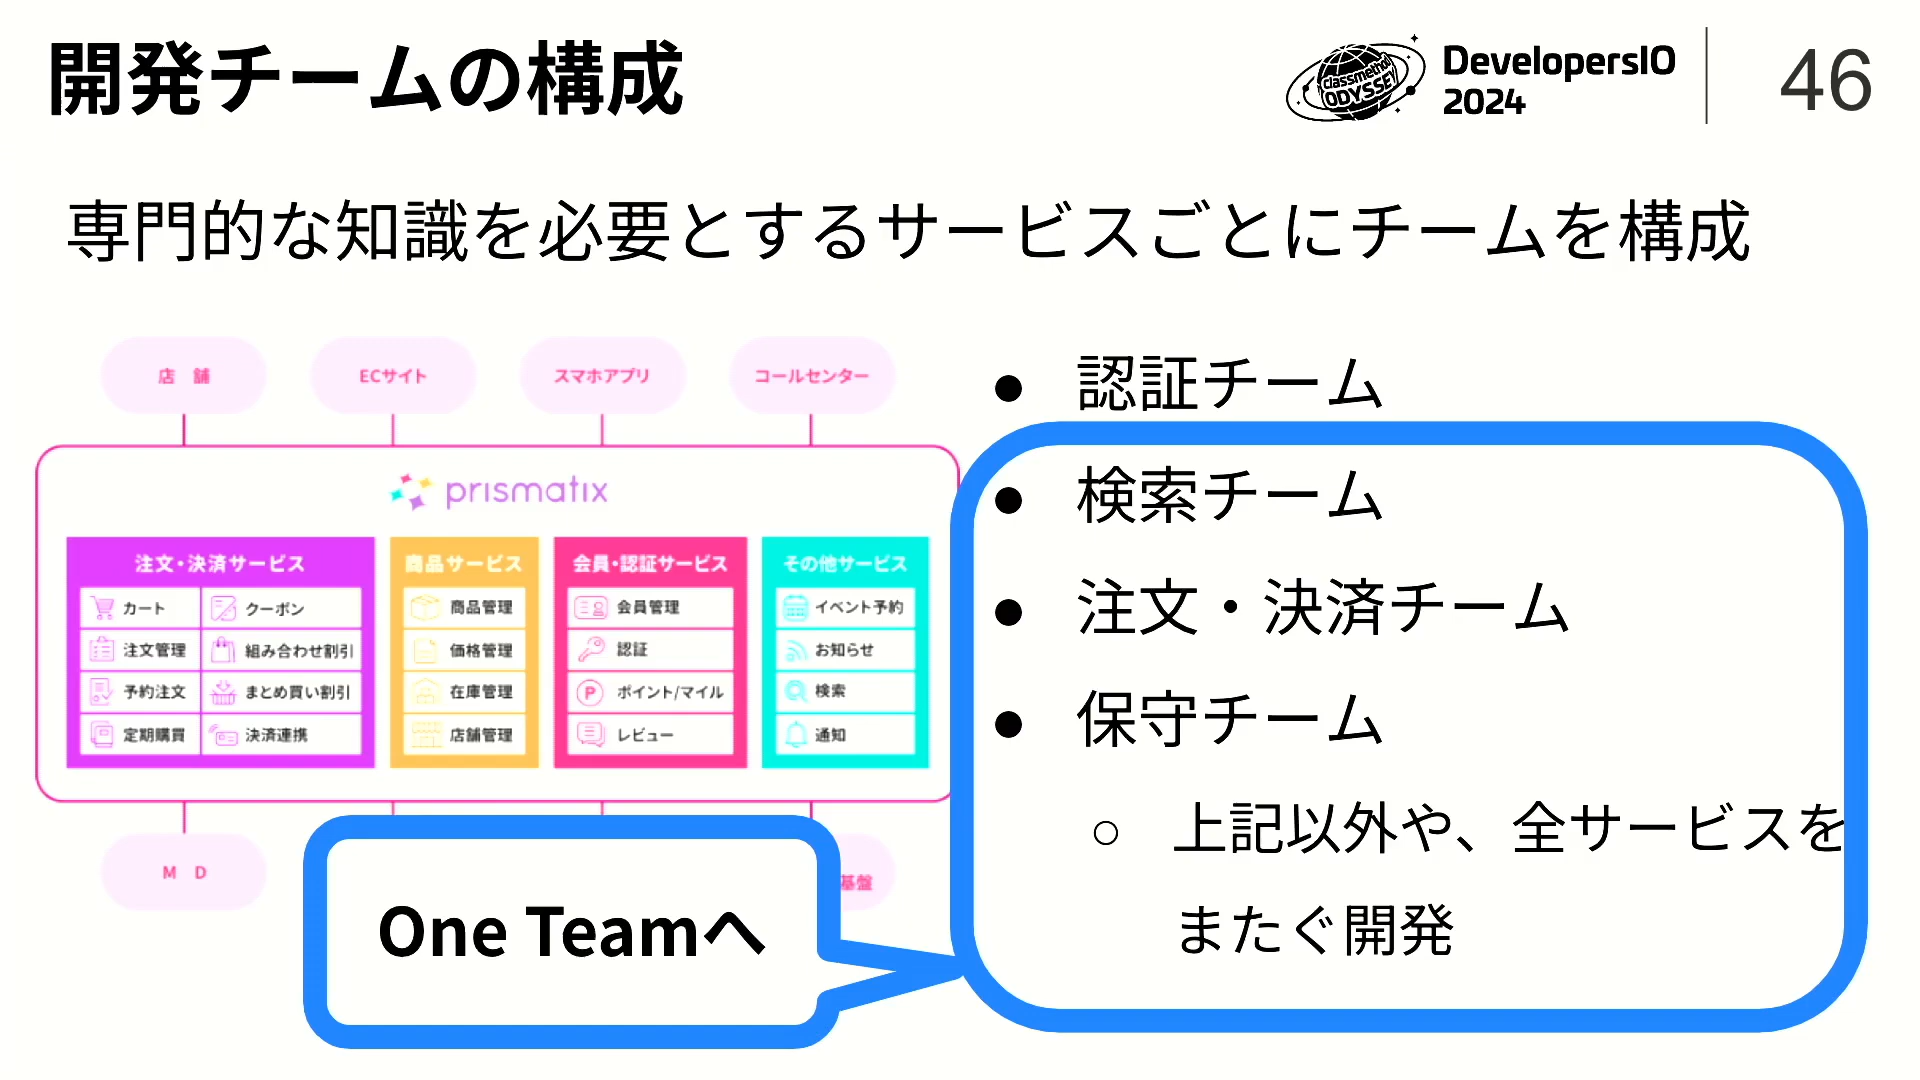 開発チームの構成
classmethod
ODYSSEY
DevelopersIO
2024
46
専門的な知識を必要とするサービスごとにチームを構成
店 舗
ECサイト
スマホアプリ
コールセンター
prismatix
注文・決済サービス
カート
クーポン
注文管理
組み合わせ割引
予約注文
まとめ買い割引
定期購買
決済連携
商品サービス
商品管理
価格管理
在庫管理
店舗管理
会員・認証サービス
会員管理
認証
P
ポイント/マイル
レビュー
その他サービス
イベント予約
お知らせ
検索
通知
M D
基盤
One Teamへ
● 認証チーム
● 検索チーム
● 注文・決済チーム
● 保守チーム
○ 上記以外や、全サービスを
またぐ開発